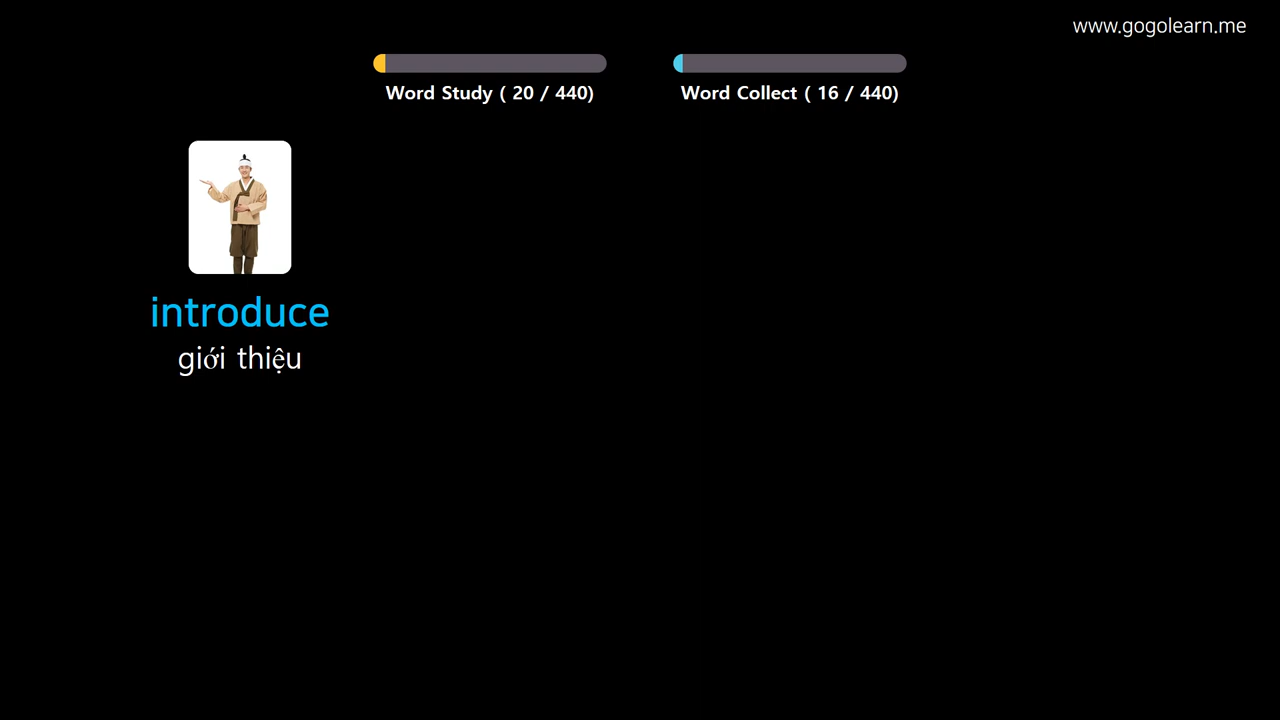 www.gogolearn.me
Word Study ( 20 / 440)
Word Collect ( 16 / 440)
introduce
giới thiệu